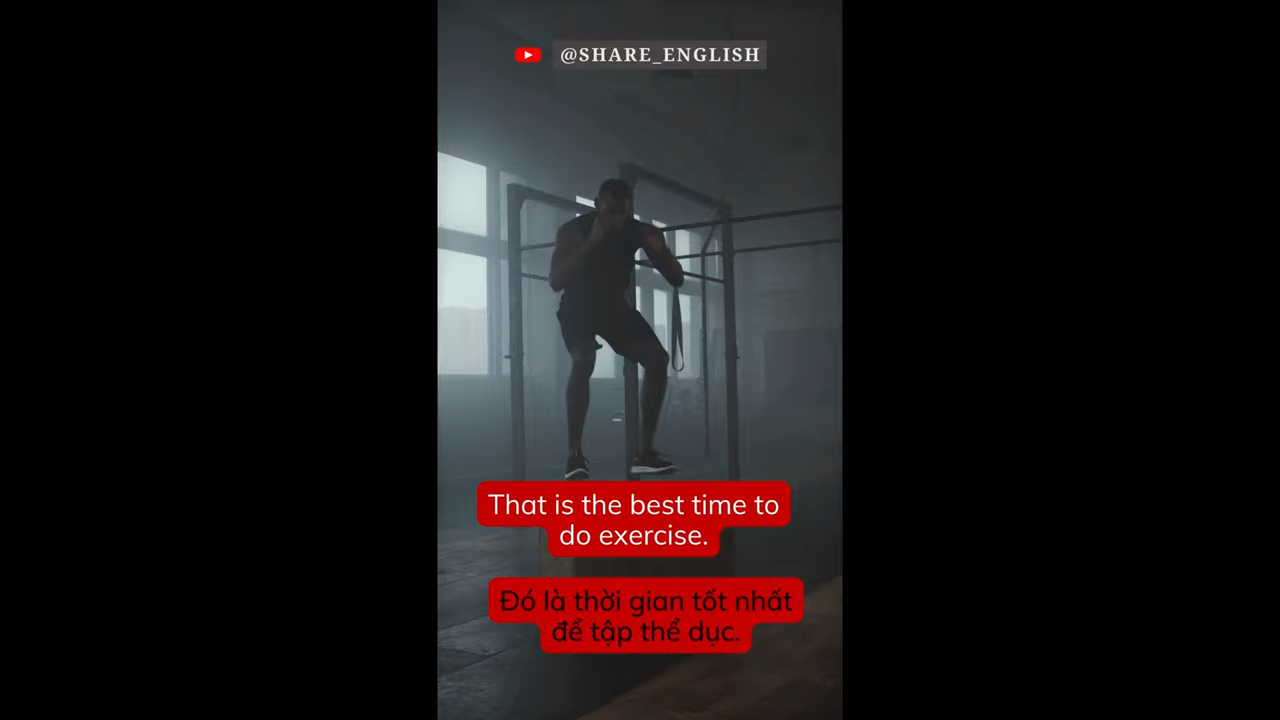 @SHARE_ENGLISH
That is the best time to
do exercise.
Đó là thời gian tốt nhất
để tập thể dục.